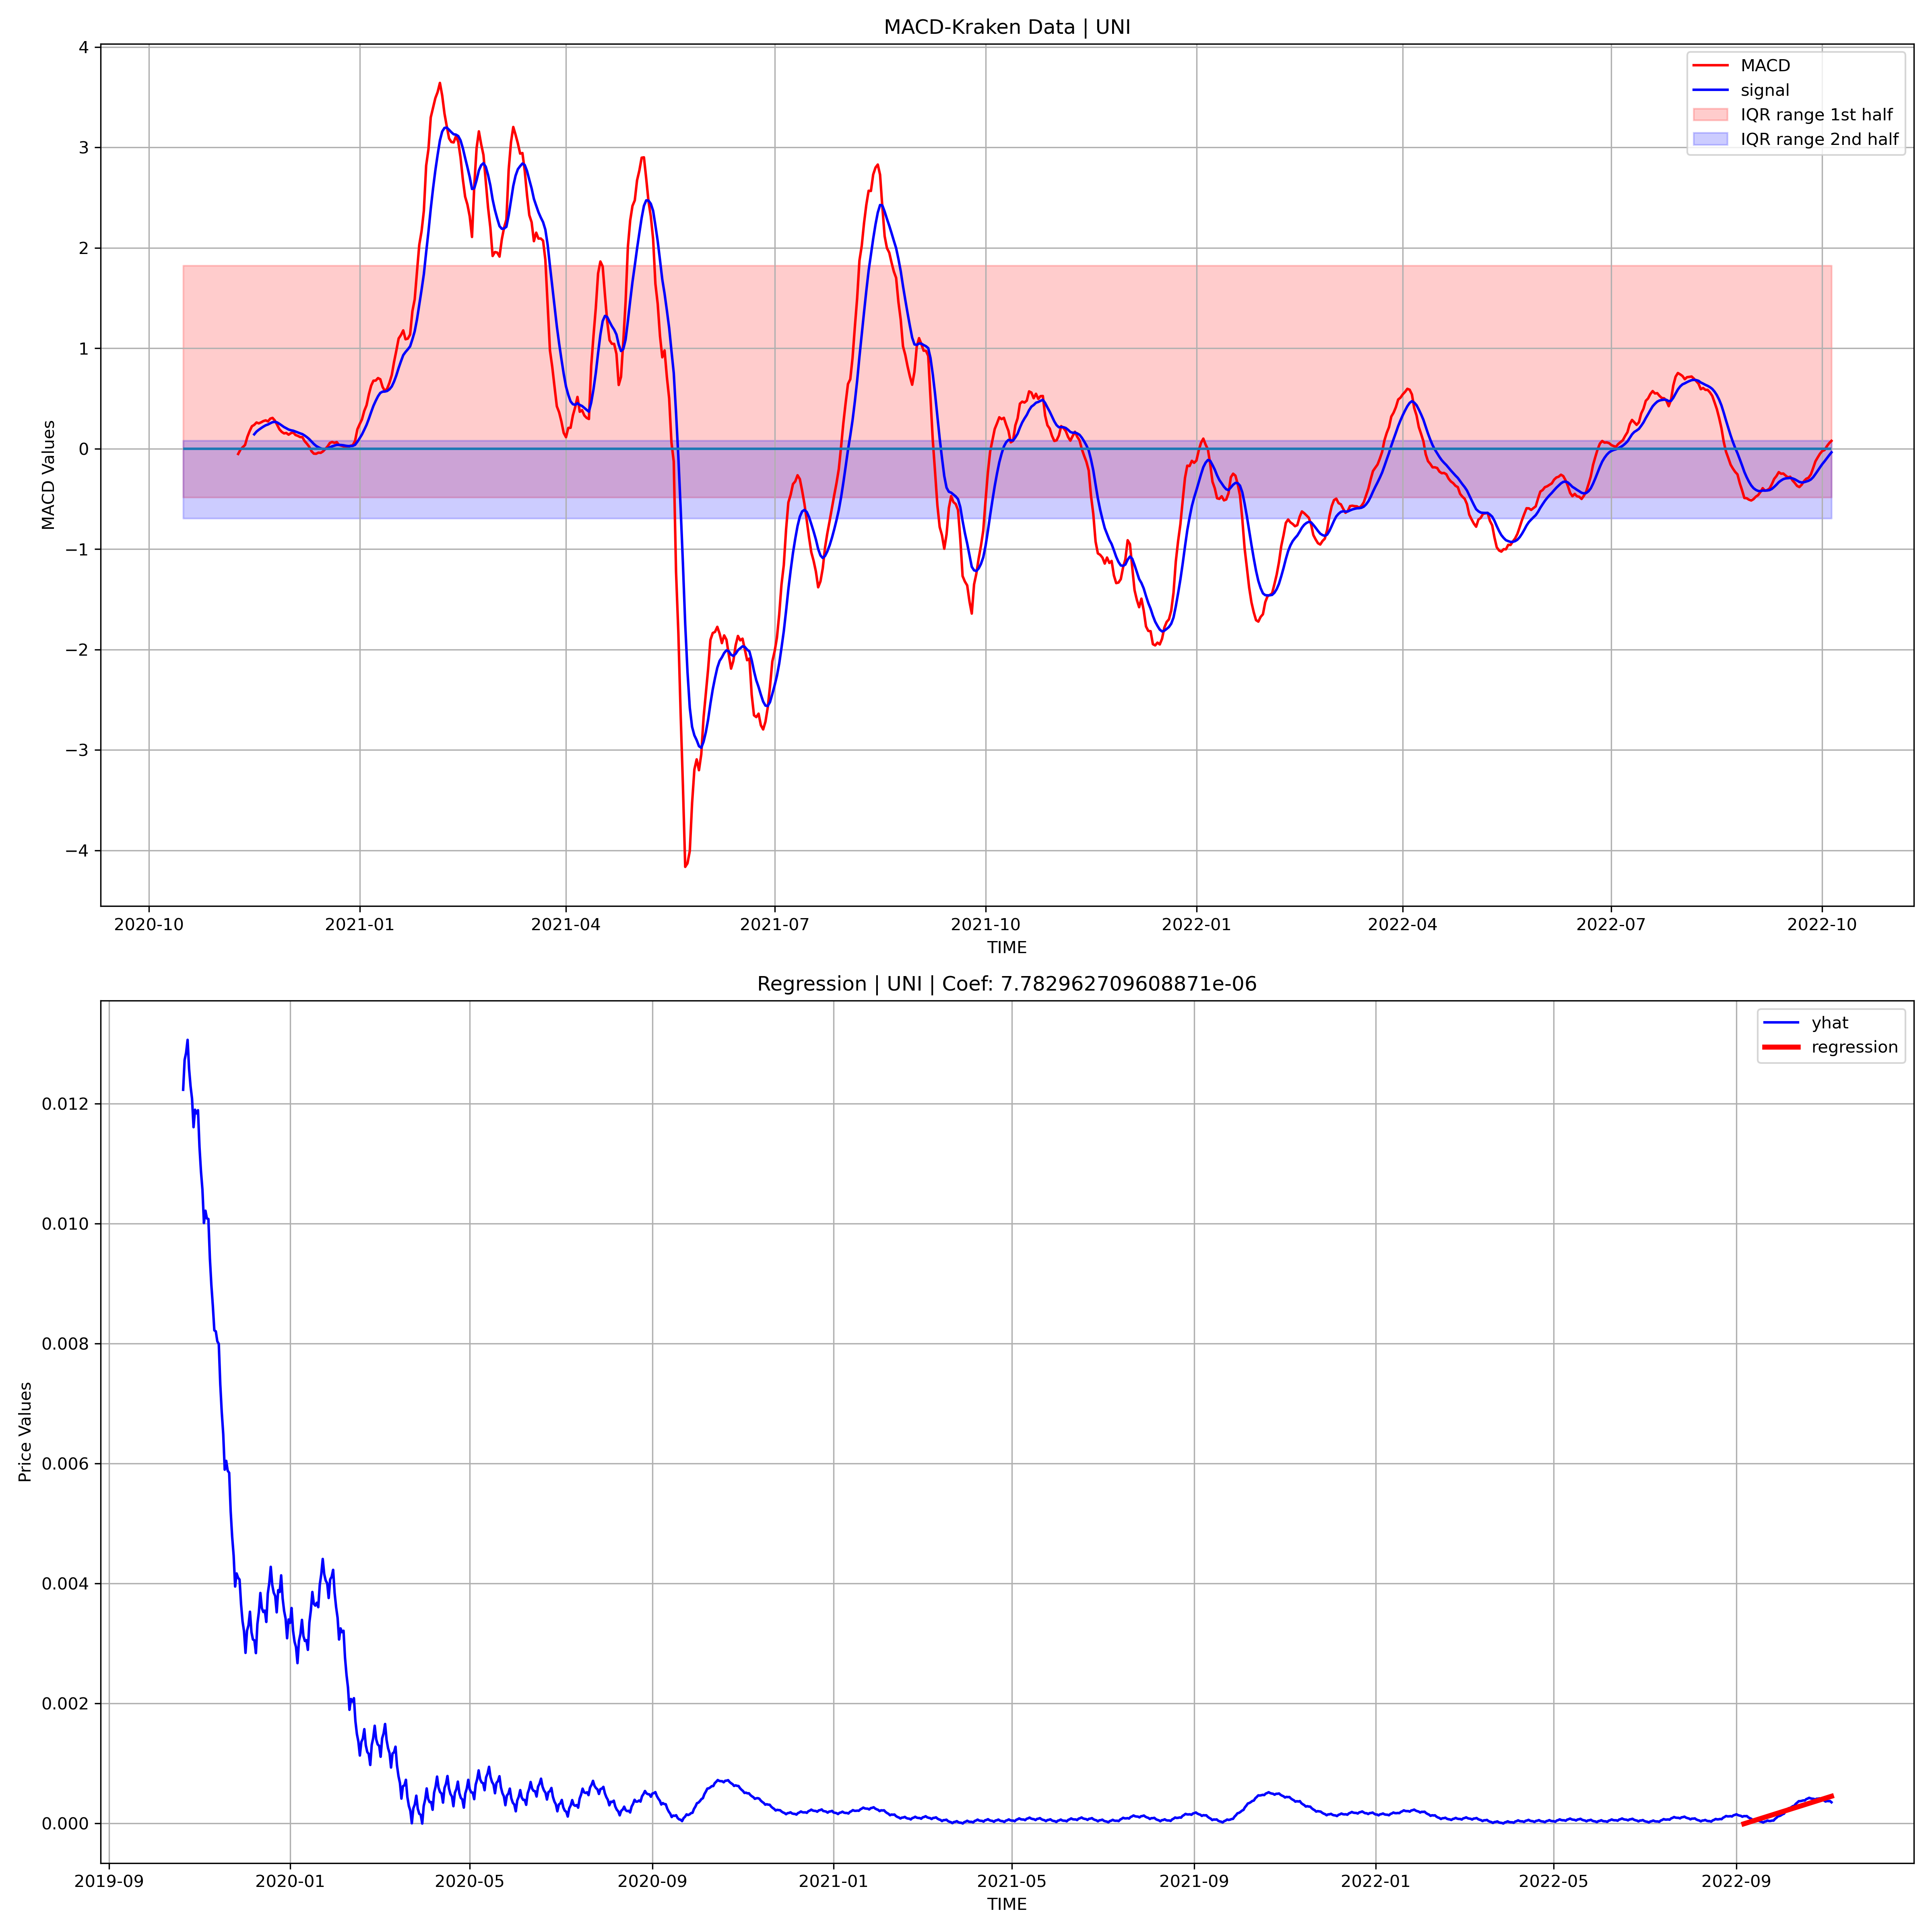 MACD-Kraken Data | UNI
MACD
signal
IQR range 1st half
IQR range 2nd half
MACD Values
4
3
2
1
0
−1
−2
−3
−4
2020-10
2021-01
2021-04
2021-07
2021-10
2022-01
2022-04
2022-07
2022-10
TIME
Regression | UNI | Coef: 7.782962709608871e-06
yhat
regression
Price Values
0.012
0.010
0.008
0.006
0.004
0.002
0.000
2019-09
2020-01
2020-05
2020-09
2021-01
2021-05
2021-09
2022-01
2022-05
2022-09
TIME